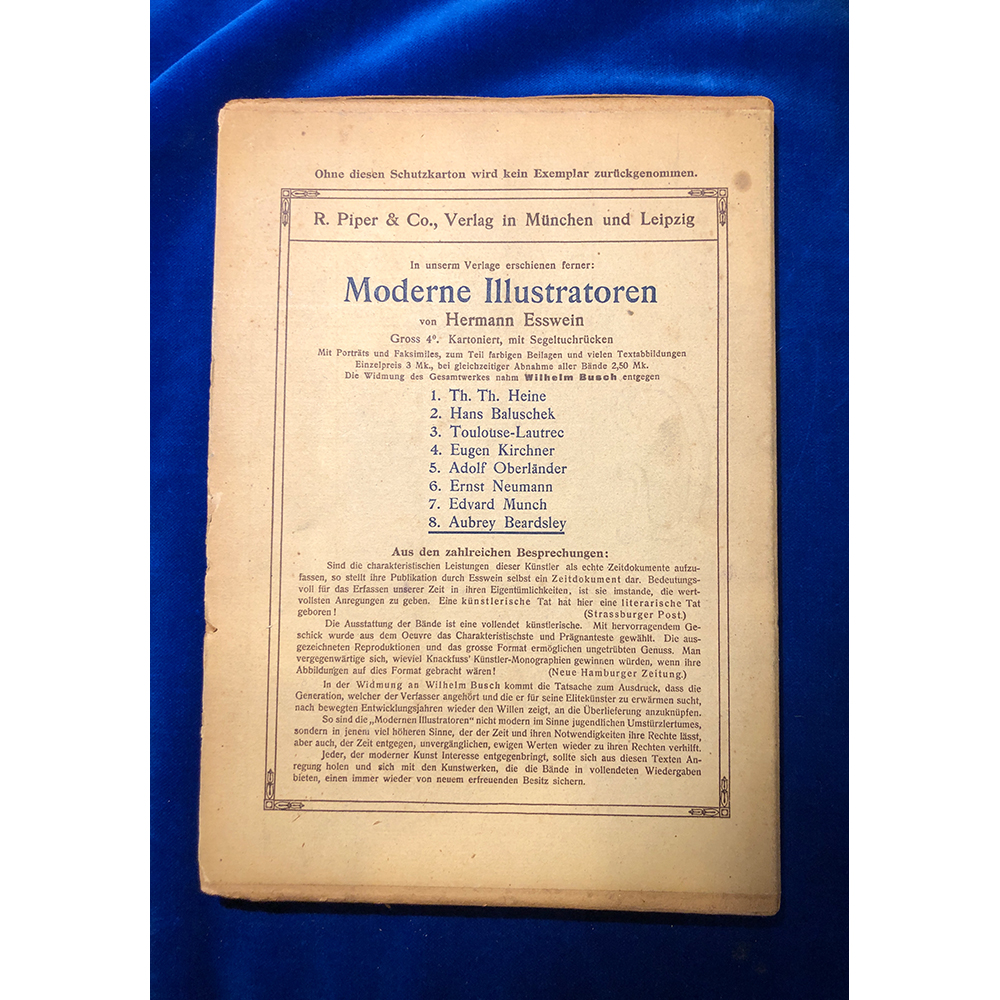 Ohne diesen Schutzkarton wird kein Exemplar zurückgenommen.
R. Piper & Co., Verlag in München und Leipzig
In unserm Verlage erschienen ferner:
Moderne Illustratoren
von Hermann Esswein
Gross 4°. Kartoniert, mit Segeltuchrücken
Mit Porträts und Faksimiles, zum Teil farbigen Beilagen und vielen Textabbildungen
Einzelpreis 3 Mk., bei gleichzeitiger Abnahme aller Bände 2,50 Mk.
Die Widmung des Gesamtwerkes nahm Wilhelm Busch entgegen
1. Th. Th. Heine
2. Hans Baluschek
3. Toulouse-Lautrec
4. Eugen Kirchner
5. Adolf Oberländer
6. Ernst Neumann
7. Edvard Munch
8. Aubrey Beardsley
Aus den zahlreichen Besprechungen:
Sind die charakteristischen Leistungen dieser Künstler als echte Zeitdokumente aufzu-
fassen, so stellt ihre Publikation durch Esswein selbst ein Zeitdokument dar. Bedeutungs-
voll für das Erfassen unserer Zeit in ihren Eigentümlichkeiten, ist sie imstande, die wert-
vollsten Anregungen zu geben. Eine künstlerische Tat hat hier eine literarische Tat
geboren! (Strassburger Post.)
Die Ausstattung der Bände ist eine vollendet künstlerische. Mit hervorragendem Ge-
schick wurde aus dem Oeuvre das Charakteristischste und Prägnanteste gewählt. Die aus-
gezeichneten Reproduktionen und das grosse Format ermöglichen ungetrübten Genuss. Man
vergegenwärtige sich, wieviel Knackfuss' Künstler-Monographien gewinnen würden, wenn ihre
Abbildungen auf dies Format gebracht wären! (Neue Hamburger Zeitung.)
In der Widmung an Wilhelm Busch kommt die Tatsache zum Ausdruck, dass die
Generation, welcher der Verfasser angehört und die er für seine Elitekünster zu erwärmen sucht,
nach bewegten Entwicklungsjahren wieder den Willen zeigt, an die Überlieferung anzuknüpfen.
So sind die „Modernen Illustratoren" nicht modern im Sinne jugendlichen Umstürzlertumes,
sondern in jenem viel höheren Sinne, der der Zeit und ihren Notwendigkeiten ihre Rechte lässt,
aber auch, der Zeit entgegen, unvergänglichen, ewigen Werten wieder zu ihren Rechten verhilft.
Jeder, der moderner Kunst Interesse entgegenbringt, sollte sich aus diesen Texten An-
regung holen und sich mit den Kunstwerken, die die Bände in vollendeten Wiedergaben
bieten, einen immer wieder von neuem erfreuenden Besitz sichern.